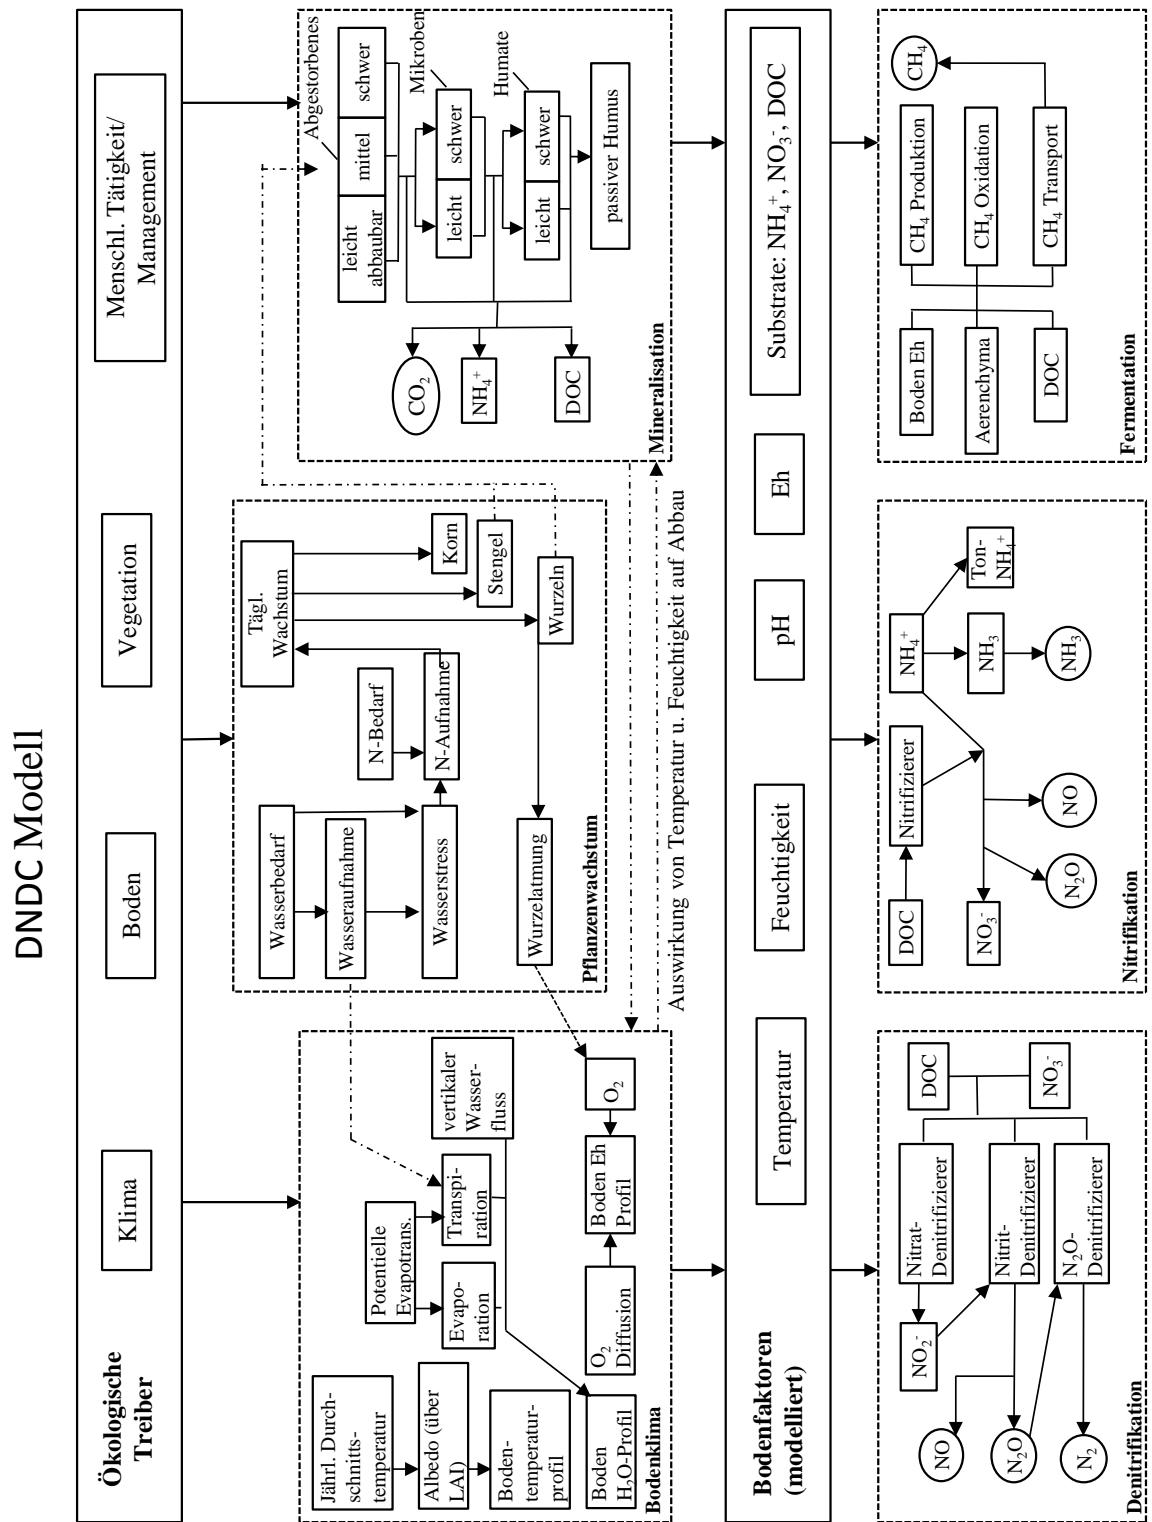 DNDC Modell
Ökologische
Treiber
Klima
Boden
Vegetation
Menschl. Tätigkeit/
Management
Jährl. Durch-
schnitts-
temperatur
Albedo (über
LAI)
Boden-
temperatur-
profil
Potentielle
Evapotrans.
Evapo-
ration
Transpi-
ration
vertikaler
Wasser-
fluss
Boden
H₂O-Profil
O₂
Diffusion
Boden Eh
Profil
O₂
Bodenklima
Wasserbedarf
Wasseraufnahme
Wasserstress
N-Bedarf
N-Aufnahme
Tägl.
Wachstum
Korn
Stengel
Wurzeln
Wurzelatmung
Pflanzenwachstum
Abgestorbenes
leicht
abbaubar
mittel
schwer
Mikroben
leicht
schwer
Humate
leicht
schwer
passiver Humus
CO₂
NH₄⁺
DOC
Mineralisation
Auswirkung von Temperatur u. Feuchtigkeit auf Abbau
Bodenfaktoren
(modelliert)
Temperatur
Feuchtigkeit
pH
Eh
Substrate: NH₄⁺, NO₃⁻, DOC
Nitrat-
Denitrifizierer
Nitrit-
Denitrifizierer
N₂O-
Denitrifizierer
DOC
NO₃⁻
NO₂⁻
NO
N₂O
N₂
Denitrifikation
DOC
Nitrifizierer
NH₄⁺
NO₃⁻
N₂O
NO
NH₃
NH₃
Ton-
NH₄⁺
Nitrifikation
Boden Eh
Aerenchyma
DOC
CH₄ Produktion
CH₄ Oxidation
CH₄ Transport
CH₄
Fermentation